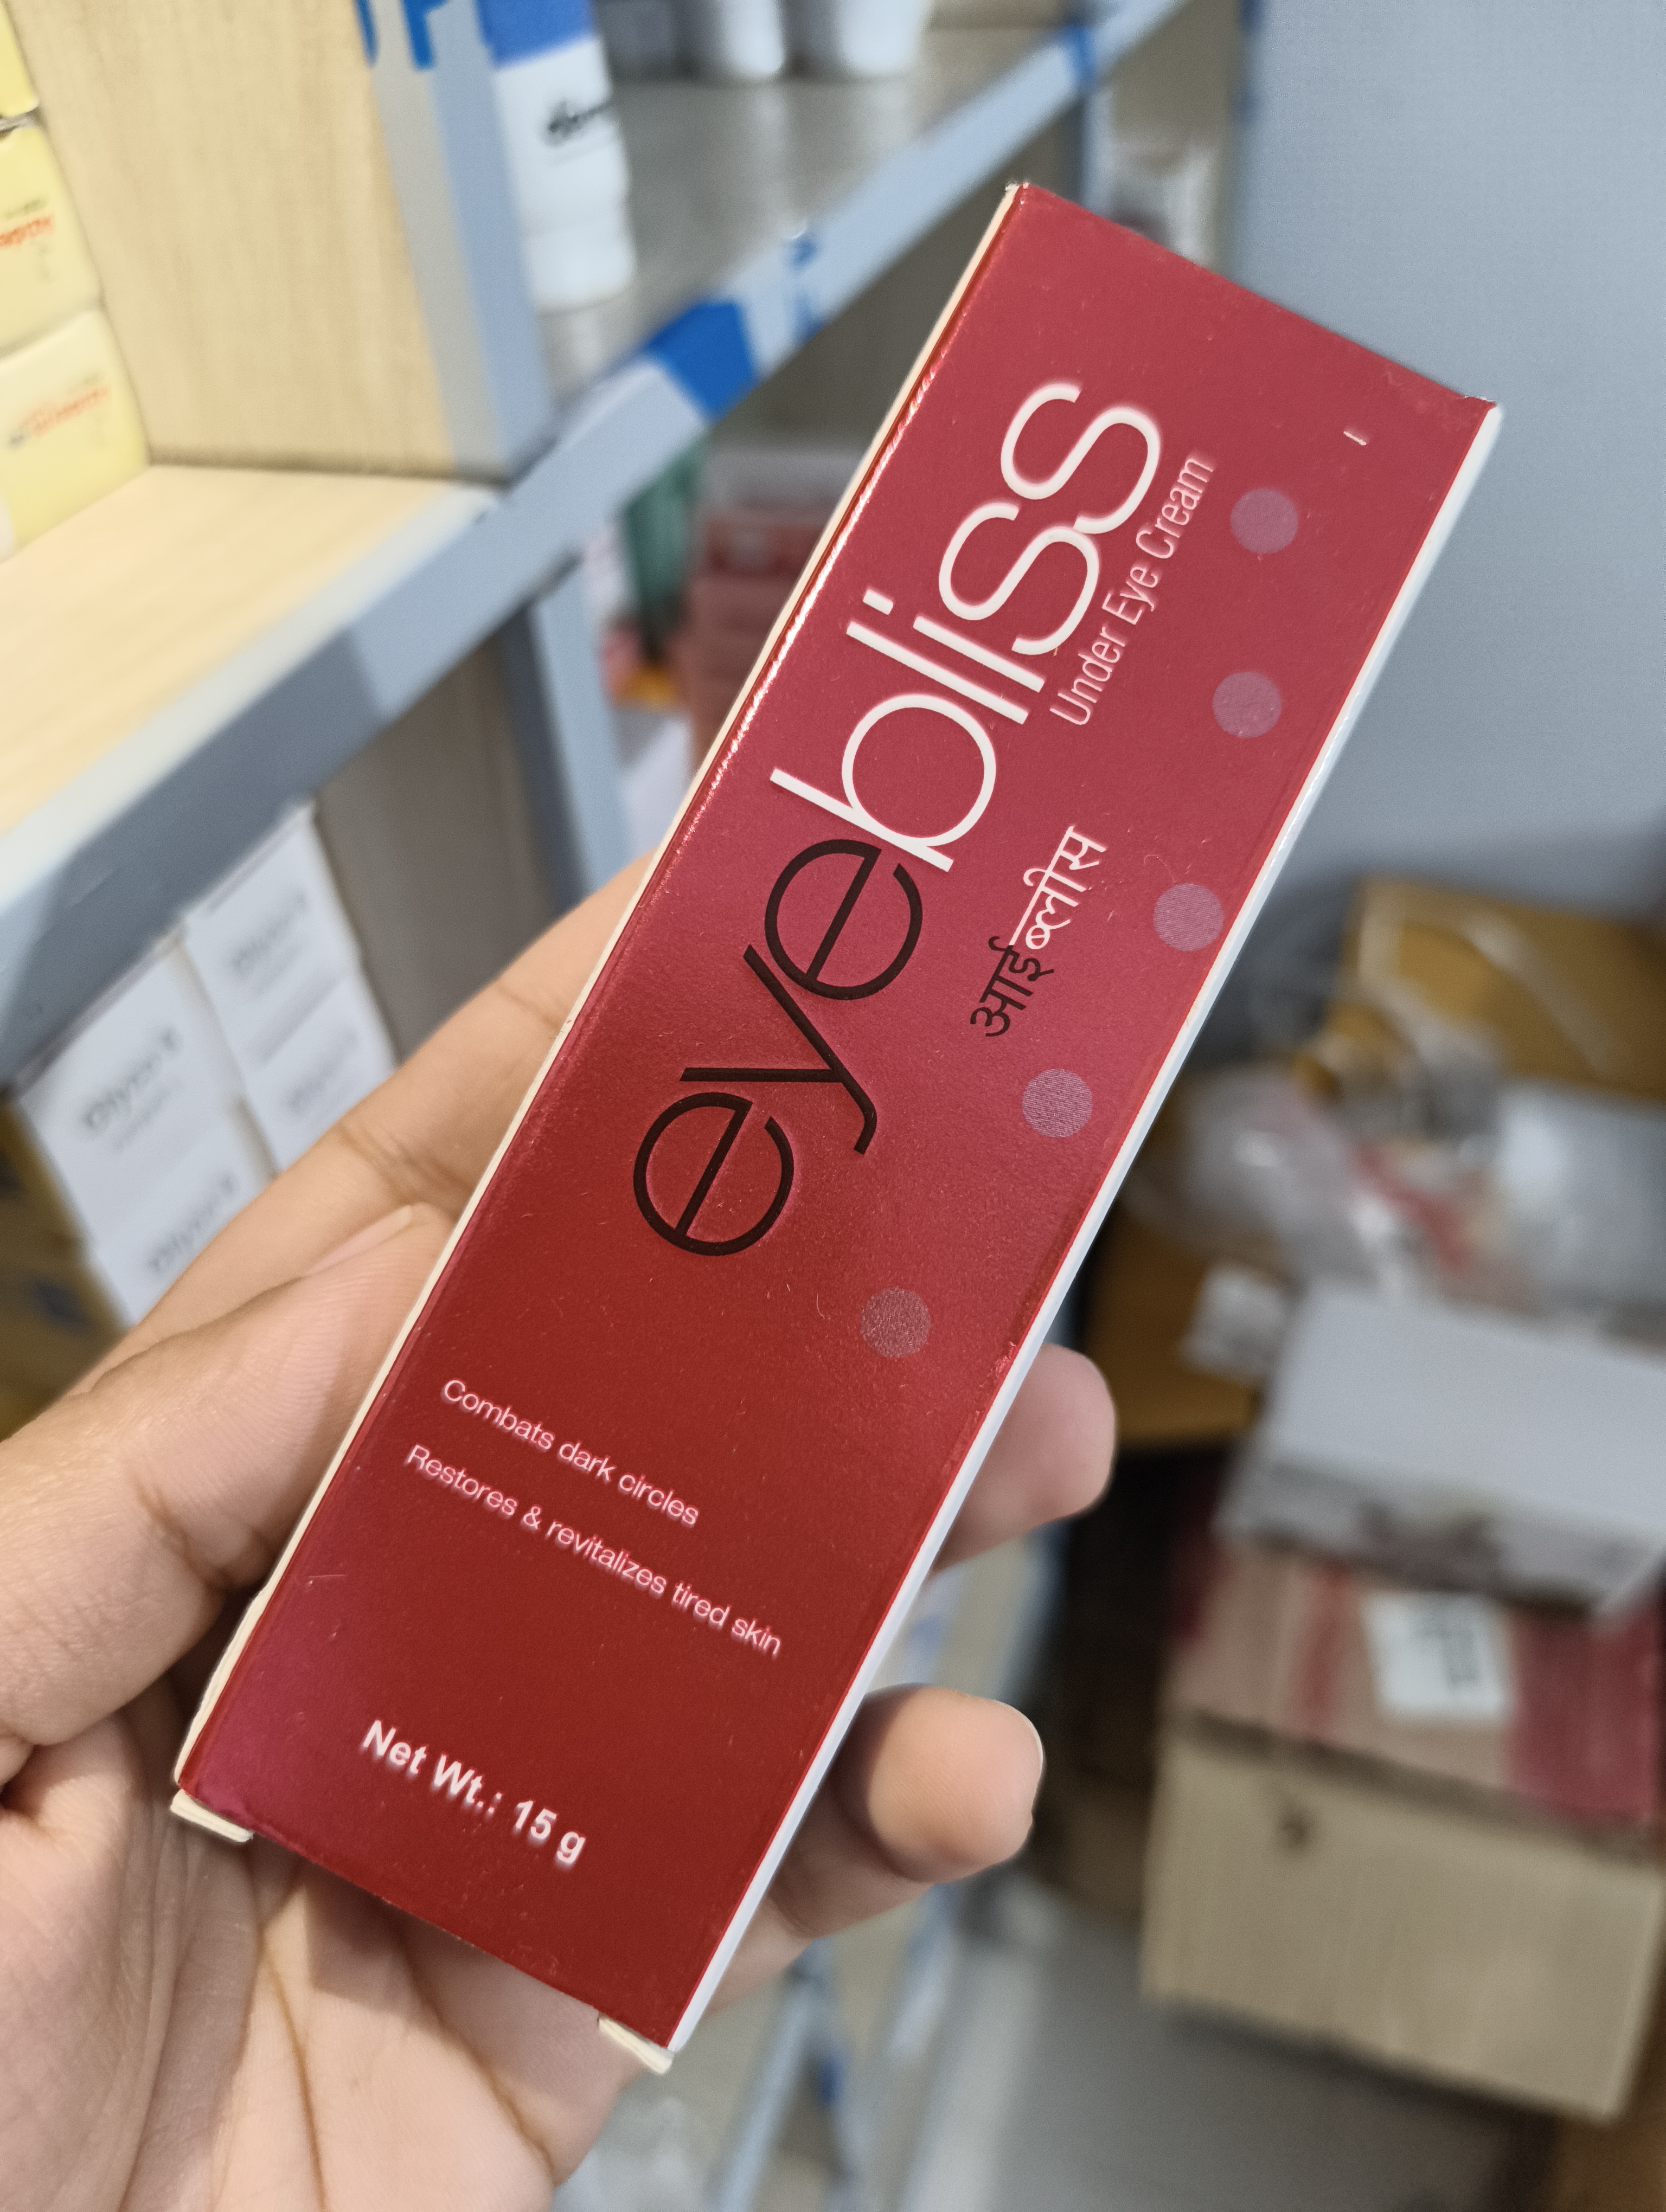 eyebliss
Under Eye Cream
आईब्लीस
Combats dark circles
Restores & revitalizes tired skin
Net Wt.: 15 g